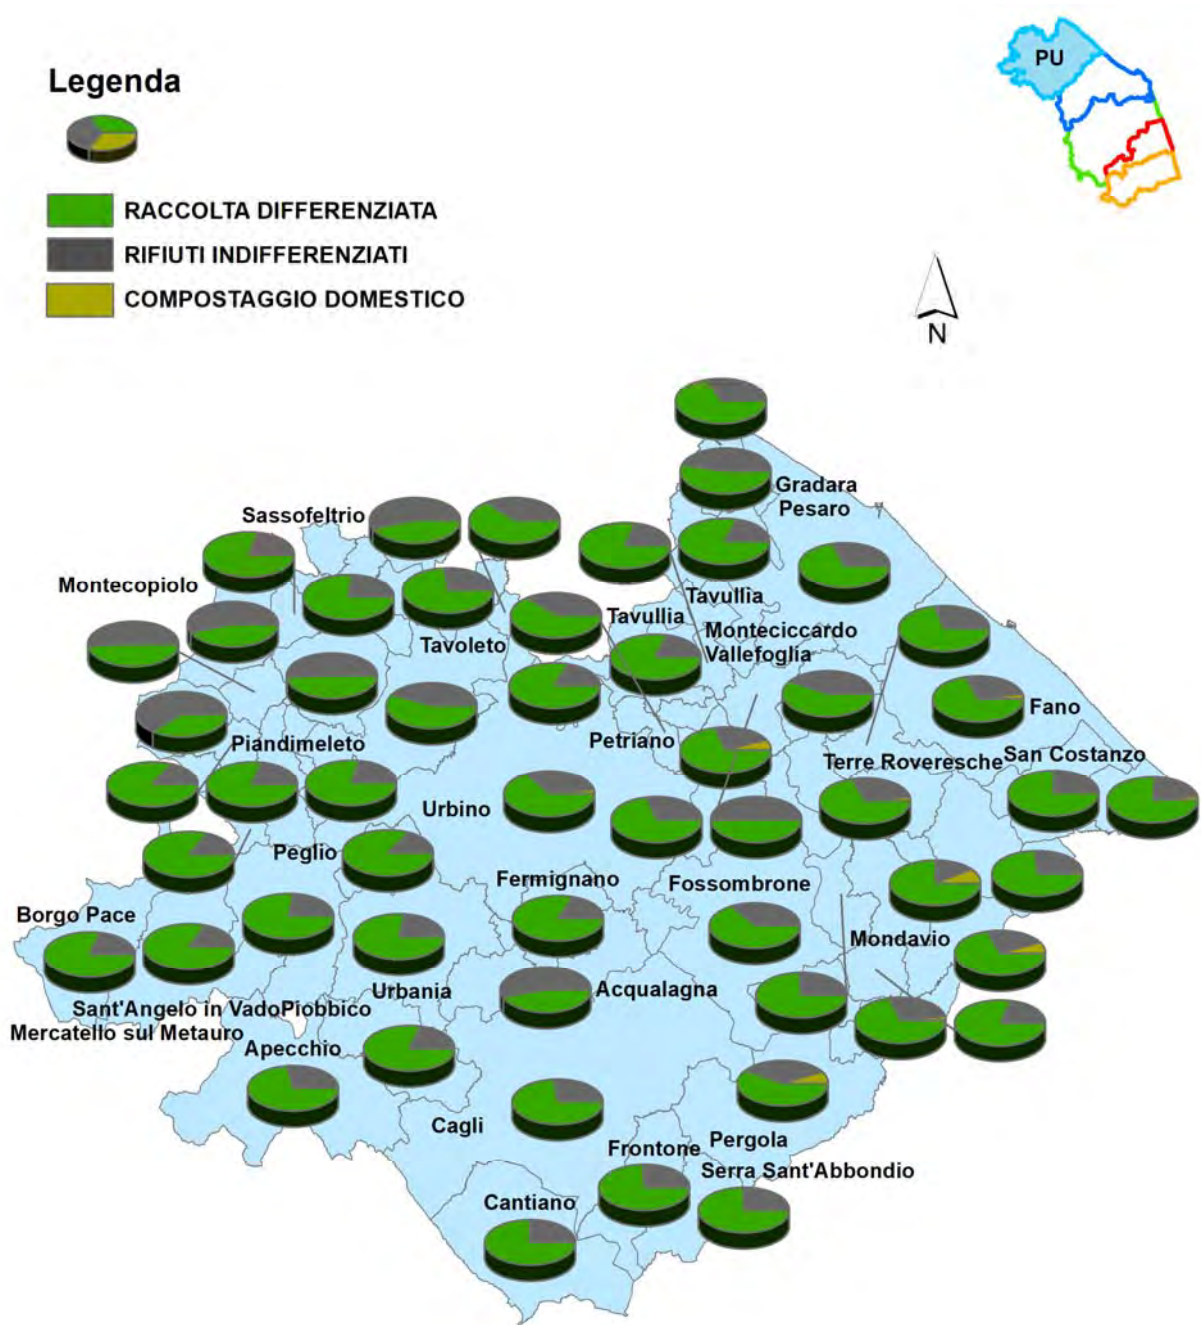 PU
Legenda
RACCOLTA DIFFERENZIATA
RIFIUTI INDIFFERENZIATI
COMPOSTAGGIO DOMESTICO
N
Gradara
Pesaro
Sassofeltrio
Montecopiolo
Tavullia
Tavullia
Tavoleto
Monteciccardo
Vallefoglia
Fano
Petriano
Piandimeleto
Terre Roveresche
San Costanzo
Urbino
Peglio
Fermignano
Fossombrone
Borgo Pace
Mondavio
Urbania
Acqualagna
Sant'Angelo in Vado
Piobbico
Mercatello sul Metauro
Apecchio
Cagli
Pergola
Frontone
Serra Sant'Abbondio
Cantiano